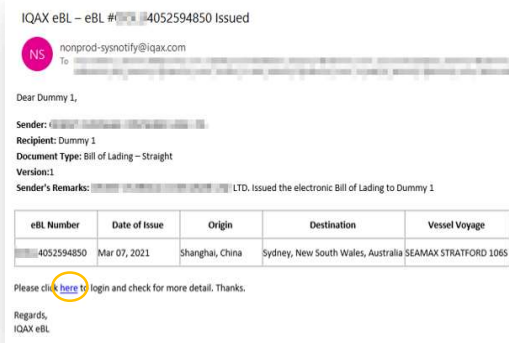 IQAX eBL – eBL # 4052594850 Issued
NS
nonprod-sysnotify@iqax.com
To
Dear Dummy 1,
Sender:
Recipient: Dummy 1
Document Type: Bill of Lading – Straight
Version:1
Sender's Remarks: LTD. Issued the electronic Bill of Lading to Dummy 1
eBL Number Date of Issue Origin Destination Vessel Voyage
4052594850 Mar 07, 2021 Shanghai, China Sydney, New South Wales, Australia SEAMAX STRATFORD 106S
Please click here to login and check for more detail. Thanks.
Regards,
IQAX eBL